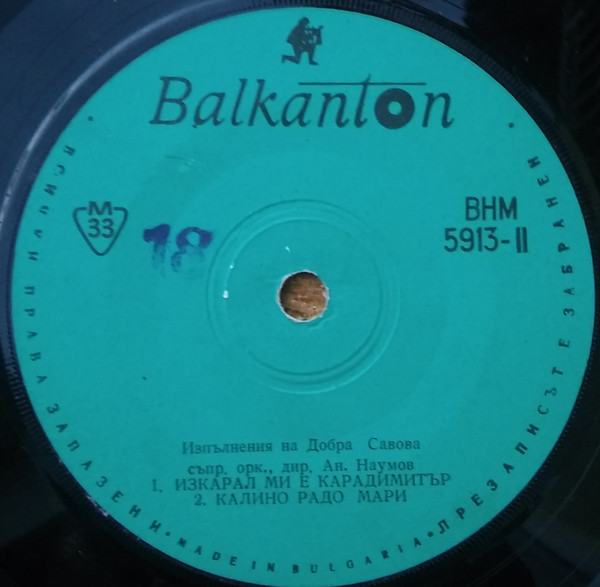 Balkanton
M
33
18
ВНМ
5913-II
Изпълнения на Добра Савова
съпр. орк., дир. Ан. Наумов
1. ИЗКАРАЛ МИ Е КАРАДИМИТЪР
2. КАЛИНО РАДО МАРИ
• ВСИЧКИ ПРАВА ЗАПАЗЕНИ • MADE IN BULGARIA • ПРЕЗАПИСЪТ Е ЗАБРАНЕН •